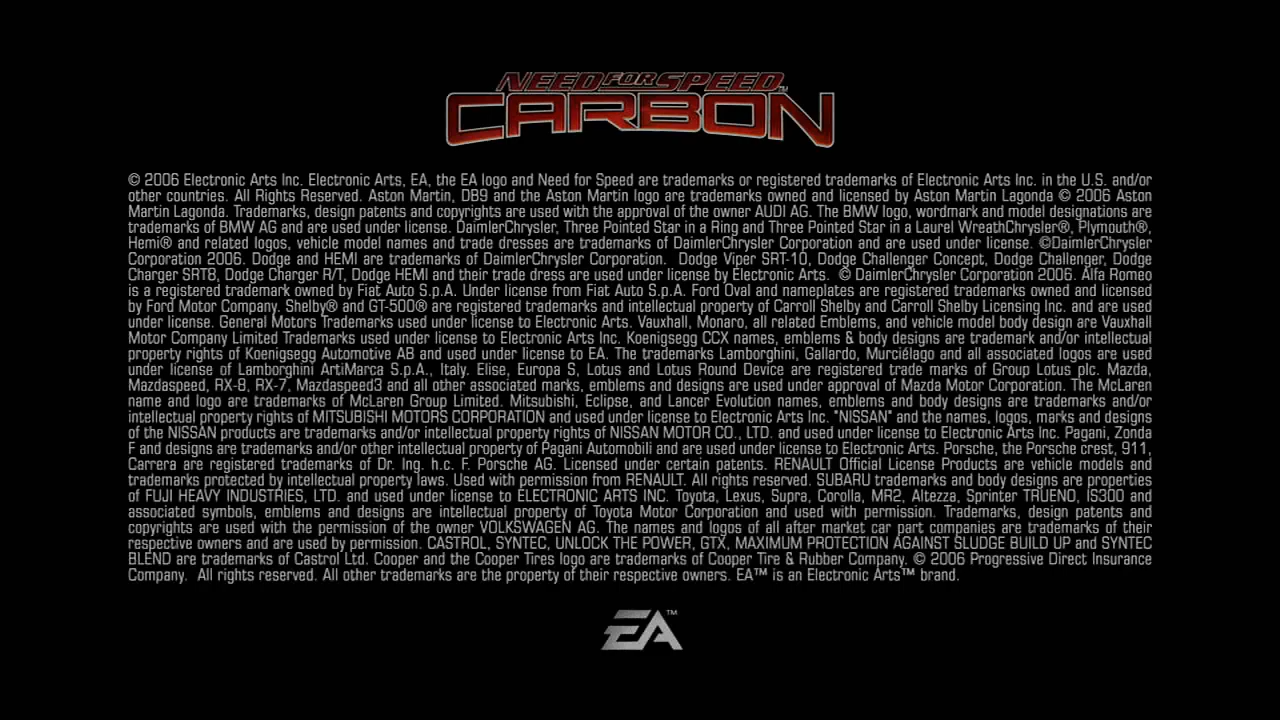 NEED FOR SPEED™
CARBON
© 2006 Electronic Arts Inc. Electronic Arts, EA, the EA logo and Need for Speed are trademarks or registered trademarks of Electronic Arts Inc. in the U.S. and/or
other countries. All Rights Reserved. Aston Martin, DB9 and the Aston Martin logo are trademarks owned and licensed by Aston Martin Lagonda © 2006 Aston
Martin Lagonda. Trademarks, design patents and copyrights are used with the approval of the owner AUDI AG. The BMW logo, wordmark and model designations are
trademarks of BMW AG and are used under license. DaimlerChrysler, Three Pointed Star in a Ring and Three Pointed Star in a Laurel WreathChrysler®, Plymouth®,
Hemi® and related logos, vehicle model names and trade dresses are trademarks of DaimlerChrysler Corporation and are used under license. ©DaimlerChrysler
Corporation 2006. Dodge and HEMI are trademarks of DaimlerChrysler Corporation. Dodge Viper SRT-10, Dodge Challenger Concept, Dodge Challenger, Dodge
Charger SRT8, Dodge Charger R/T, Dodge HEMI and their trade dress are used under license by Electronic Arts. © DaimlerChrysler Corporation 2006. Alfa Romeo
is a registered trademark owned by Fiat Auto S.p.A. Under license from Fiat Auto S.p.A. Ford Oval and nameplates are registered trademarks owned and licensed
by Ford Motor Company. Shelby® and GT-500® are registered trademarks and intellectual property of Carroll Shelby and Carroll Shelby Licensing Inc. and are used
under license. General Motors Trademarks used under license to Electronic Arts. Vauxhall, Monaro, all related Emblems, and vehicle model body design are Vauxhall
Motor Company Limited Trademarks used under license to Electronic Arts Inc. Koenigsegg CCX names, emblems & body designs are trademark and/or intellectual
property rights of Koenigsegg Automotive AB and used under license to EA. The trademarks Lamborghini, Gallardo, Murciélago and all associated logos are used
under license of Lamborghini ArtiMarca S.p.A., Italy. Elise, Europa S, Lotus and Lotus Round Device are registered trade marks of Group Lotus plc. Mazda,
Mazdaspeed, RX-8, RX-7, Mazdaspeed3 and all other associated marks, emblems and designs are used under approval of Mazda Motor Corporation. The McLaren
name and logo are trademarks of McLaren Group Limited. Mitsubishi, Eclipse, and Lancer Evolution names, emblems and body designs are trademarks and/or
intellectual property rights of MITSUBISHI MOTORS CORPORATION and used under license to Electronic Arts Inc. "NISSAN" and the names, logos, marks and designs
of the NISSAN products are trademarks and/or intellectual property rights of NISSAN MOTOR CO., LTD. and used under license to Electronic Arts Inc. Pagani, Zonda
F and designs are trademarks and/or other intellectual property of Pagani Automobili and are used under license to Electronic Arts. Porsche, the Porsche crest, 911,
Carrera are registered trademarks of Dr. Ing. h.c. F. Porsche AG. Licensed under certain patents. RENAULT Official License Products are vehicle models and
trademarks protected by intellectual property laws. Used with permission from RENAULT. All rights reserved. SUBARU trademarks and body designs are properties
of FUJI HEAVY INDUSTRIES, LTD. and used under license to ELECTRONIC ARTS INC. Toyota, Lexus, Supra, Corolla, MR2, Altezza, Sprinter TRUENO, IS300 and
associated symbols, emblems and designs are intellectual property of Toyota Motor Corporation and used with permission. Trademarks, design patents and
copyrights are used with the permission of the owner VOLKSWAGEN AG. The names and logos of all after market car part companies are trademarks of their
respective owners and are used by permission. CASTROL, SYNTEC, UNLOCK THE POWER, GTX, MAXIMUM PROTECTION AGAINST SLUDGE BUILD UP and SYNTEC
BLEND are trademarks of Castrol Ltd. Cooper and the Cooper Tires logo are trademarks of Cooper Tire & Rubber Company. © 2006 Progressive Direct Insurance
Company. All rights reserved. All other trademarks are the property of their respective owners. EA™ is an Electronic Arts™ brand.
EA™